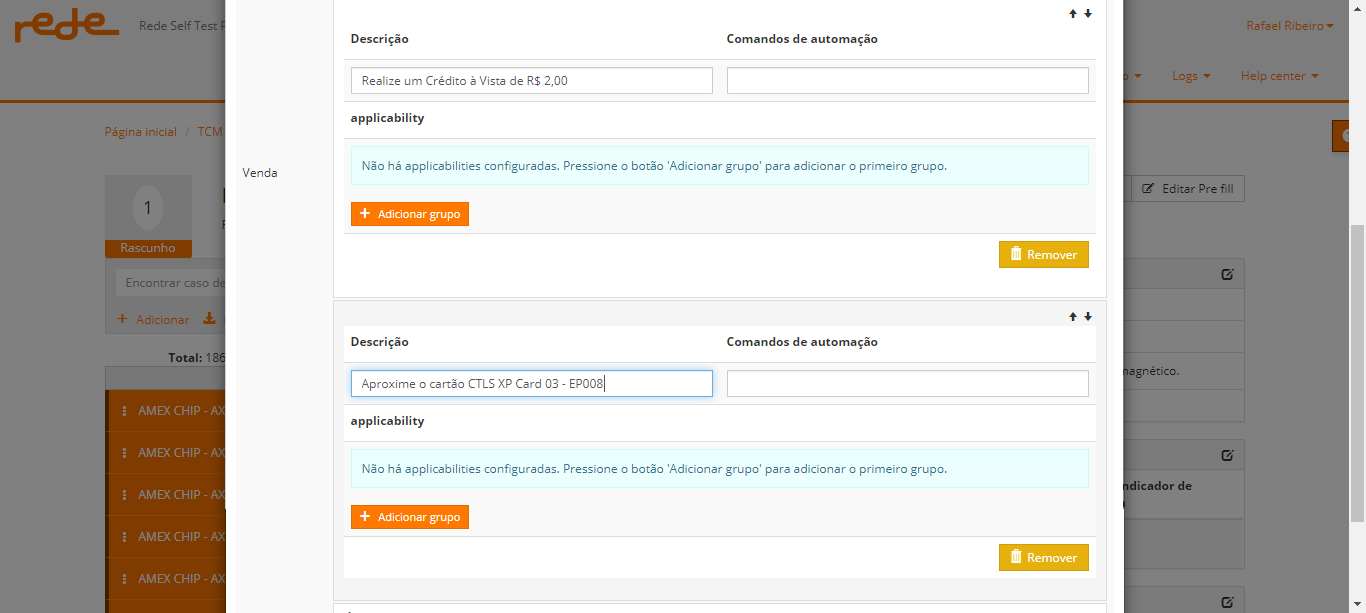 rede
Rede Self Test
Rafael Ribeiro
Logs
Help center
Página inicial / TCM
1
Rascunho
Editar Pre fill
Encontrar caso de
Adicionar
Total: 186
AMEX CHIP - AX
AMEX CHIP - AX
AMEX CHIP - AX
AMEX CHIP - AX
AMEX CHIP - AX
Venda
Descrição
Comandos de automação
Realize um Crédito à Vista de R$ 2,00
applicability
Não há applicabilities configuradas. Pressione o botão 'Adicionar grupo' para adicionar o primeiro grupo.
+ Adicionar grupo
Remover
Descrição
Comandos de automação
Aproxime o cartão CTLS XP Card 03 - EP008
applicability
Não há applicabilities configuradas. Pressione o botão 'Adicionar grupo' para adicionar o primeiro grupo.
+ Adicionar grupo
Remover
magnético.
ndicador de